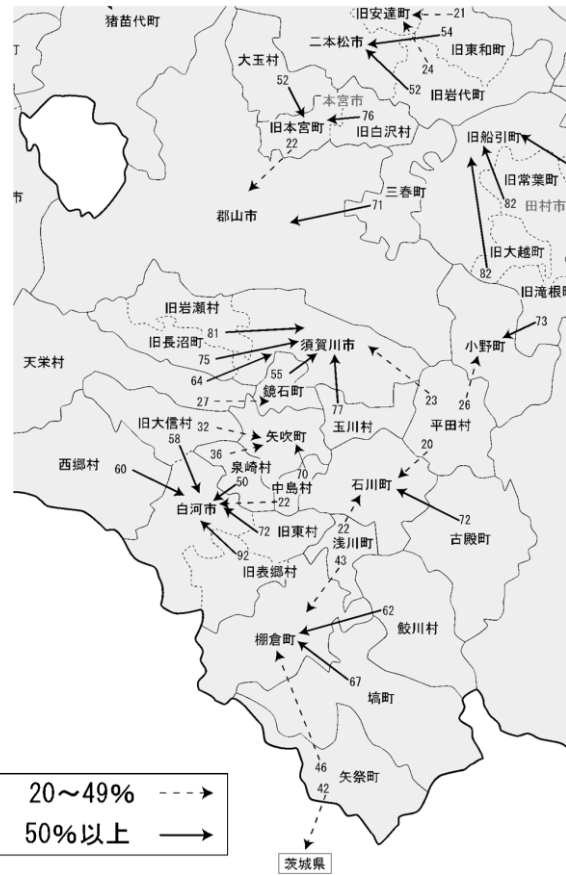 猪苗代町
旧安達町
21
54
二本松市
旧東和町
大玉村
24
52
52
旧岩代町
本宮市
76
旧本宮町
旧白沢村
22
旧船引町
三春町
旧常葉町
市
71
82
田村市
郡山市
旧大越町
82
旧滝根町
旧岩瀬村
81
須賀川市
73
旧長沼町
小野町
天栄村
75
64
55
鏡石町
27
77
23
26
玉川村
平田村
旧大信村
32
矢吹町
20
58
36
西郷村
泉崎村
70
60
50
石川町
中島村
22
白河市
72
旧東村
22
72
浅川町
古殿町
92
43
旧表郷村
62
鮫川村
棚倉町
67
塙町
46
矢祭町
42
20～49%
50%以上
茨城県